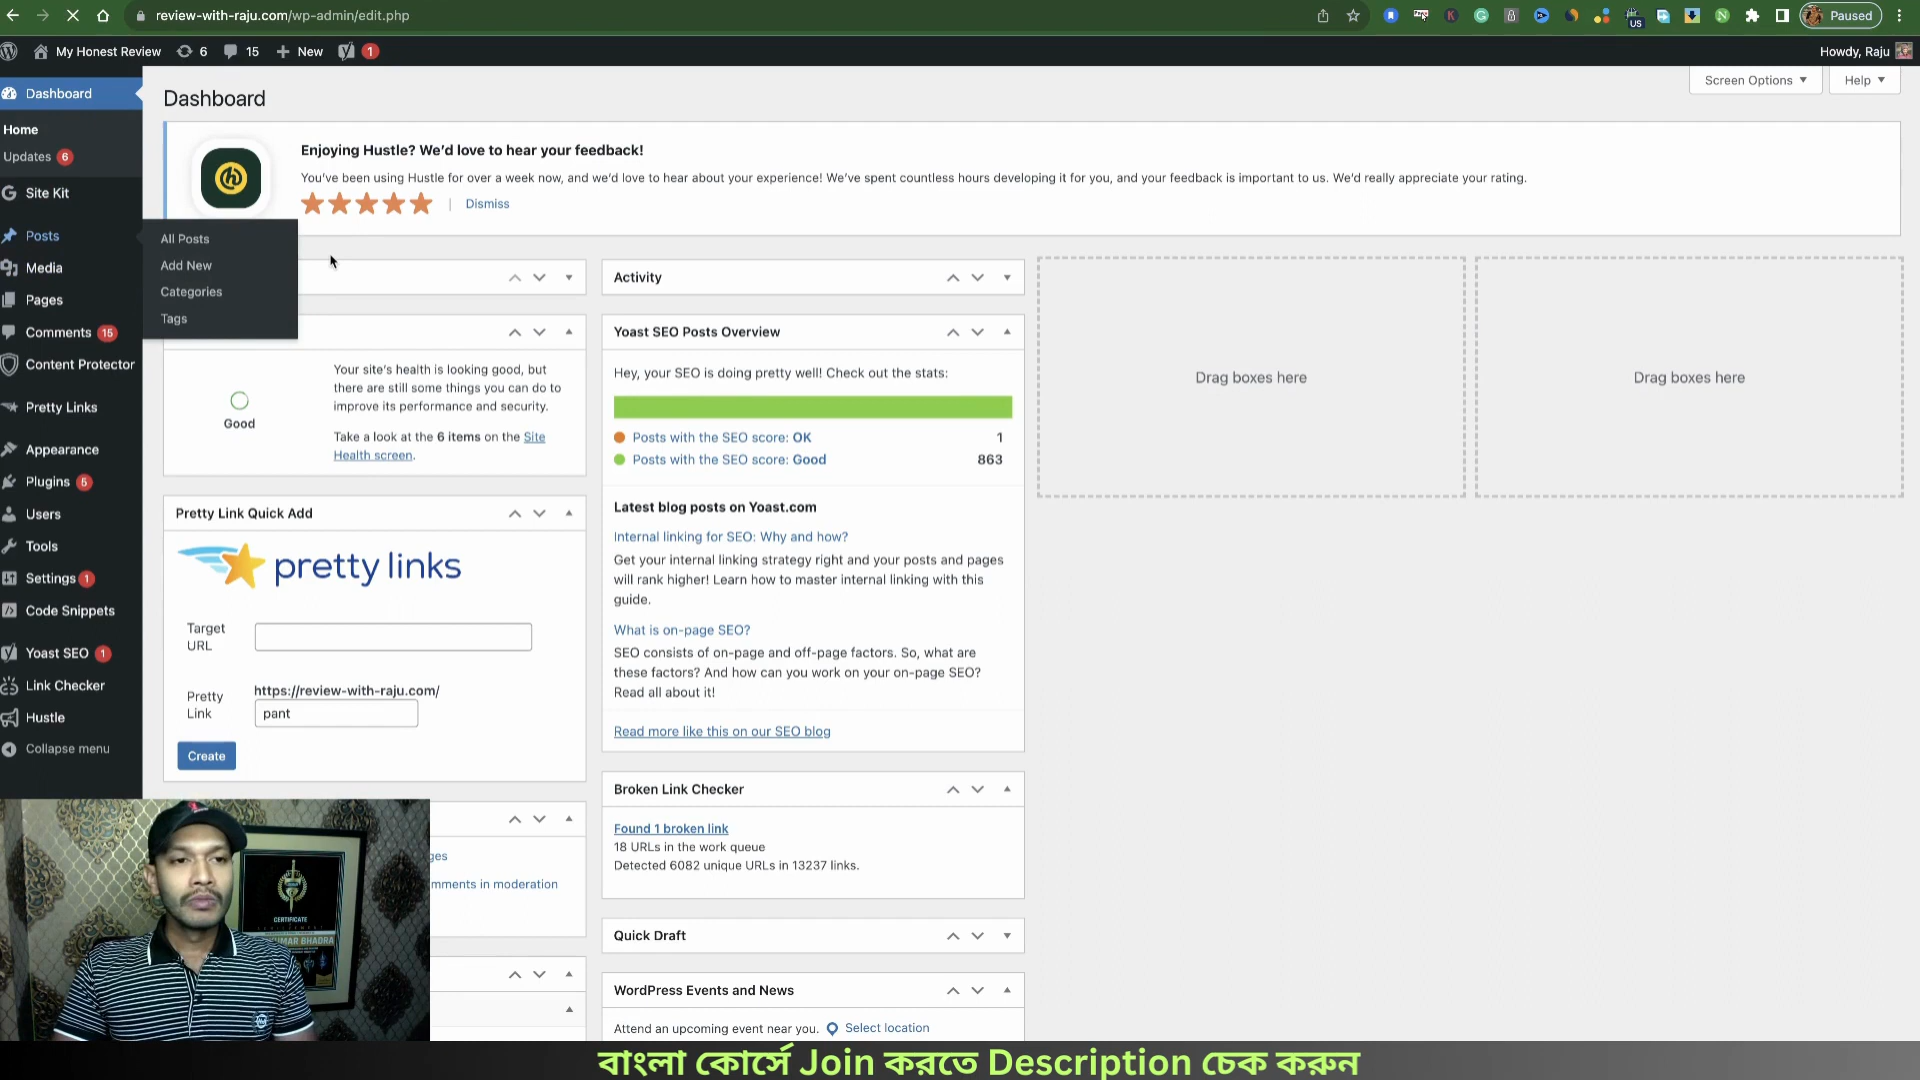 review-with-raju.com/wp-admin/edit.php
US
Paused
My Honest Review
6
15
New
1
Howdy, Raju
Dashboard
Home
Updates 6
Site Kit
Posts
Media
Pages
Comments 15
Content Protector
Pretty Links
Appearance
Plugins 5
Users
Tools
Settings 1
Code Snippets
Yoast SEO 1
Link Checker
Hustle
Collapse menu
All Posts
Add New
Categories
Tags
Dashboard
Screen Options
Help
Enjoying Hustle? We'd love to hear your feedback!
You've been using Hustle for over a week now, and we'd love to hear about your experience! We've spent countless hours developing it for you, and your feedback is important to us. We'd really appreciate your rating.
Dismiss
Good
Your site's health is looking good, but
there are still some things you can do to
improve its performance and security.
Take a look at the 6 items on the Site
Health screen.
Pretty Link Quick Add
pretty links
Target
URL
Pretty
Link
https://review-with-raju.com/
pant
Create
ges
mments in moderation
Activity
Yoast SEO Posts Overview
Hey, your SEO is doing pretty well! Check out the stats:
Posts with the SEO score: OK 1
Posts with the SEO score: Good 863
Latest blog posts on Yoast.com
Internal linking for SEO: Why and how?
Get your internal linking strategy right and your posts and pages
will rank higher! Learn how to master internal linking with this
guide.
What is on-page SEO?
SEO consists of on-page and off-page factors. So, what are
these factors? And how can you work on your on-page SEO?
Read all about it!
Read more like this on our SEO blog
Broken Link Checker
Found 1 broken link
18 URLs in the work queue
Detected 6082 unique URLs in 13237 links.
Quick Draft
WordPress Events and News
Attend an upcoming event near you. Select location
Drag boxes here
Drag boxes here
CERTIFICATE
UMAR BHADRA
বাংলা কোর্সে Join করতে Description চেক করুন